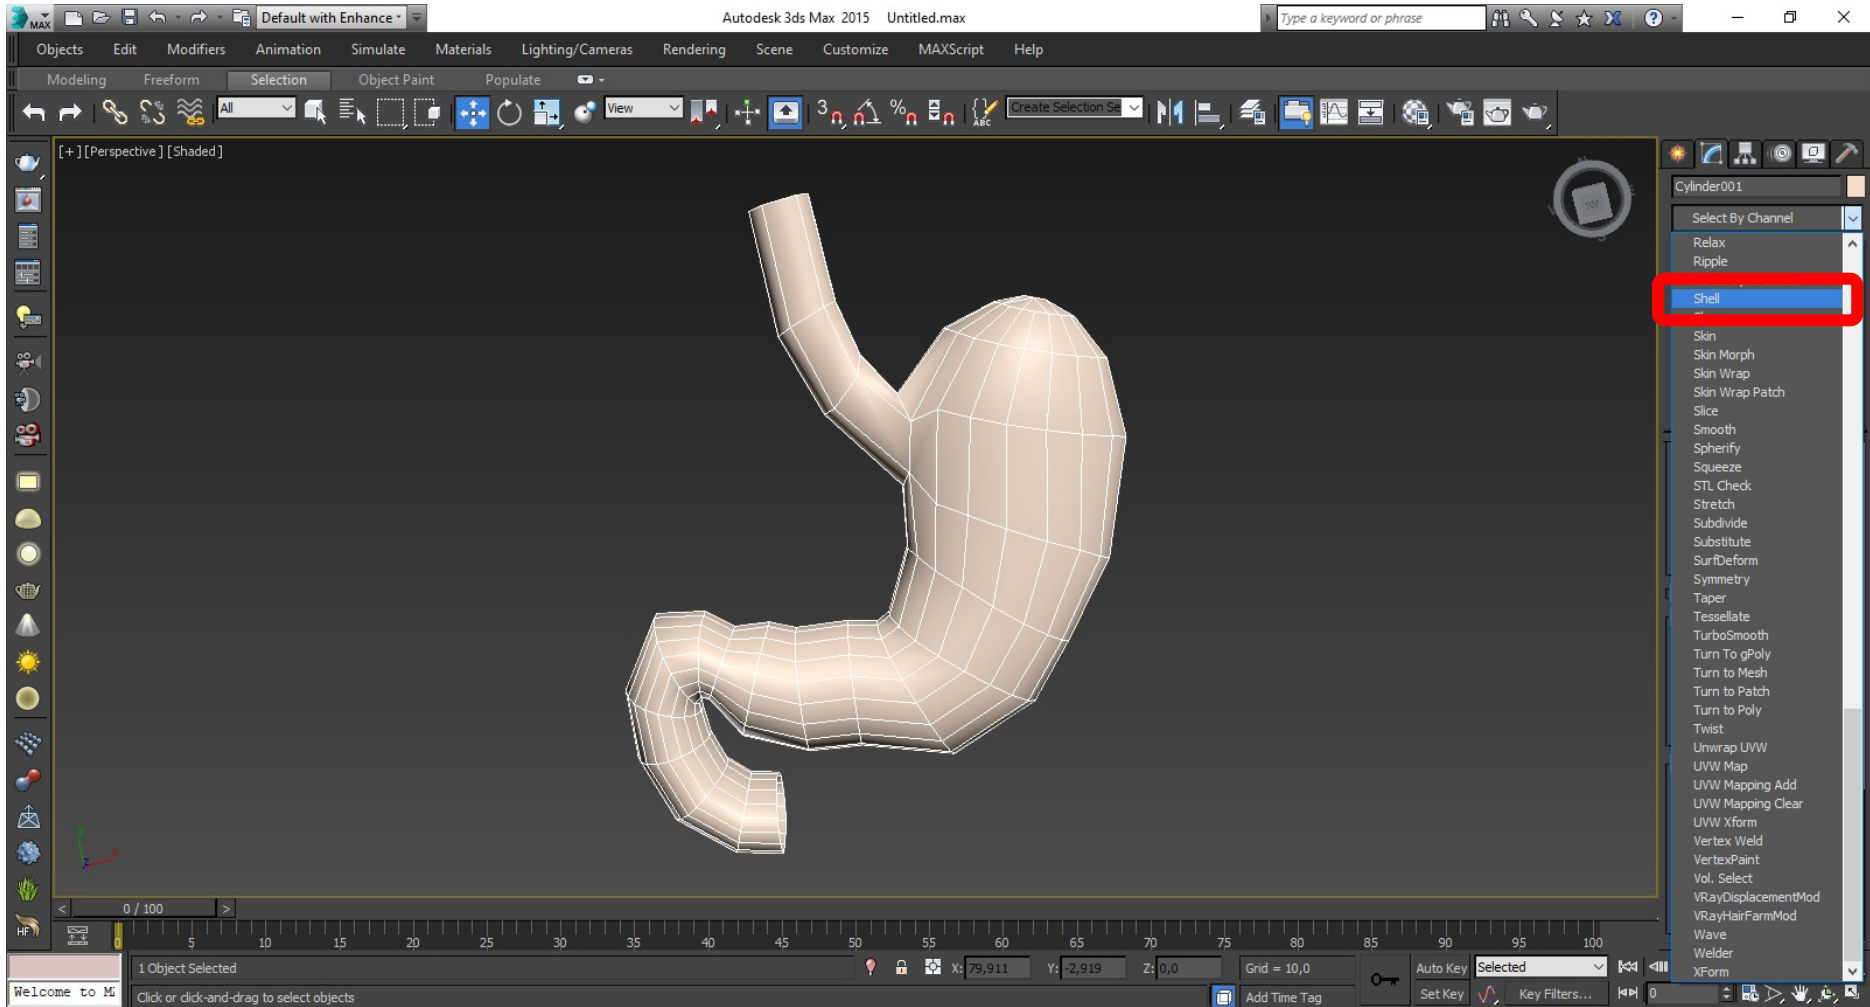 MAX
Default with Enhance
Autodesk 3ds Max 2015 Untitled.max
Type a keyword or phrase
Objects Edit Modifiers Animation Simulate Materials Lighting/Cameras Rendering Scene Customize MAXScript Help
Modeling Freeform Selection Object Paint Populate
All
View
3
%
ABC
Create Selection Se
[+][Perspective][Shaded]
TOP
Cylinder001
Select By Channel
Relax
Ripple
Shell
Skin
Skin Morph
Skin Wrap
Skin Wrap Patch
Slice
Smooth
Spherify
Squeeze
STL Check
Stretch
Subdivide
Substitute
SurfDeform
Symmetry
Taper
Tessellate
TurboSmooth
Turn To gPoly
Turn to Mesh
Turn to Patch
Turn to Poly
Twist
Unwrap UVW
UVW Map
UVW Mapping Add
UVW Mapping Clear
UVW Xform
Vertex Weld
VertexPaint
Vol. Select
VRayDisplacementMod
VRayHairFarmMod
Wave
Welder
XForm
y
x
z
HF
< 0 / 100 >
0 5 10 15 20 25 30 35 40 45 50 55 60 65 70 75 80 85 90 95 100
1 Object Selected
X: 79,911 Y: -2,919 Z: 0,0
Grid = 10,0
Auto Key Selected
Welcome to M
Click or click-and-drag to select objects
Add Time Tag
Set Key Key Filters...
0